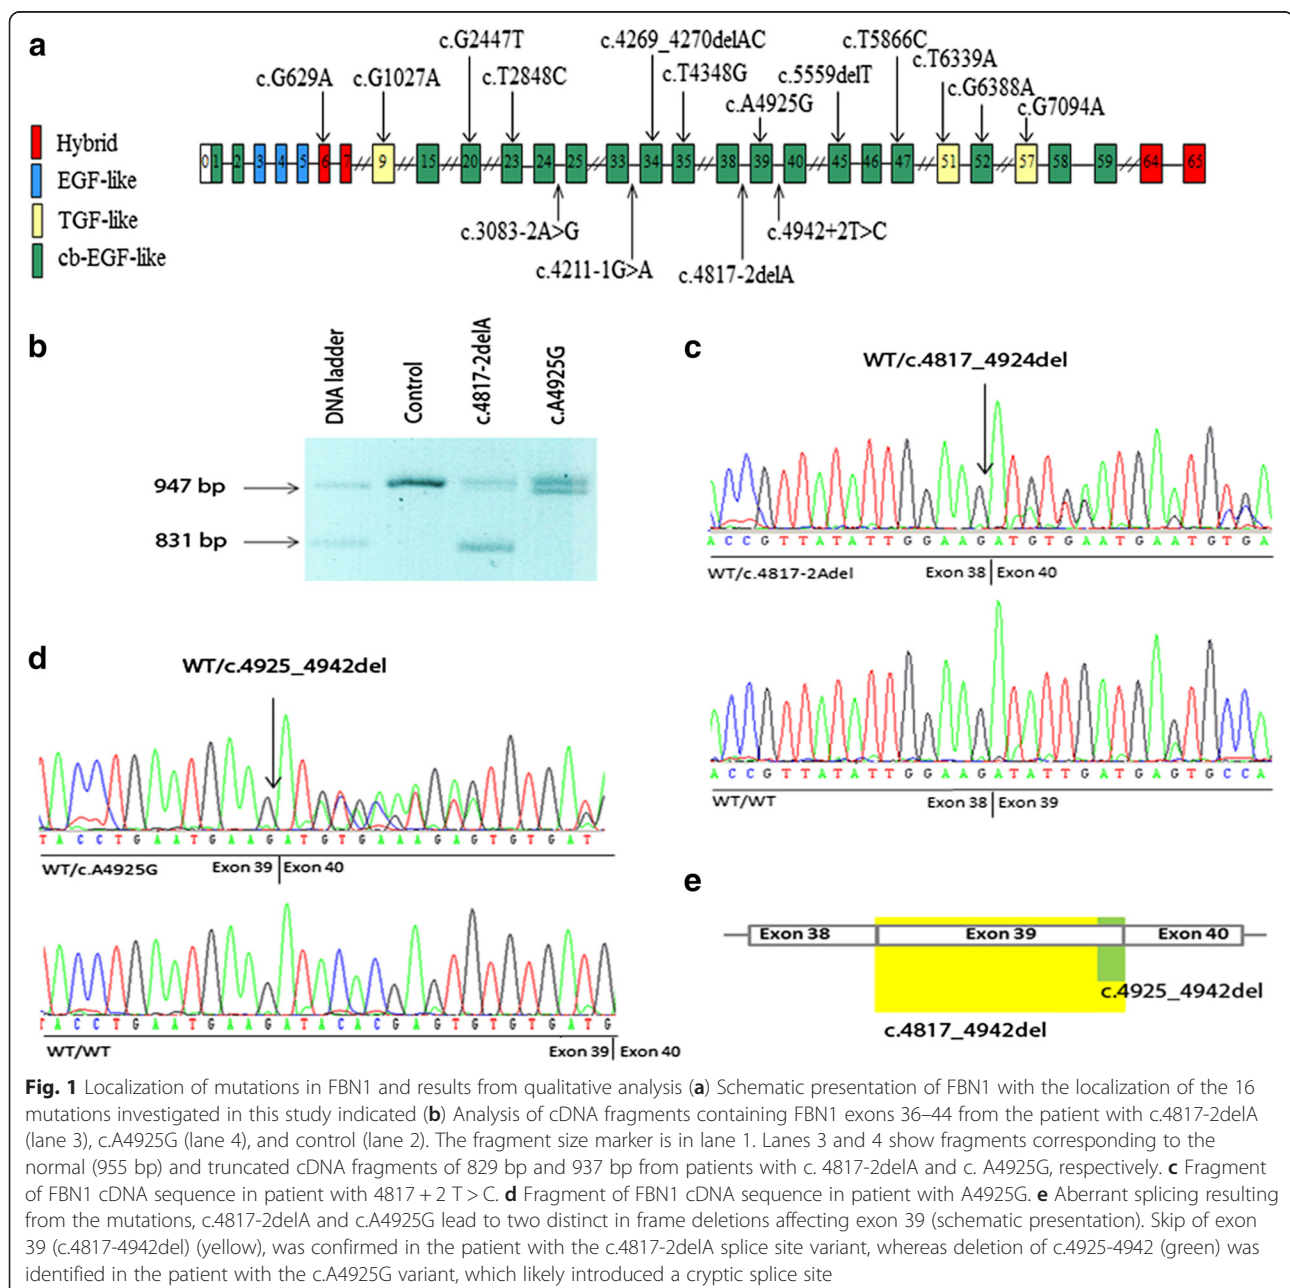 a
c.G2447T
c.4269_4270delAC
c.T5866C
c.G629A
c.G1027A
c.T2848C
c.T4348G
c.5559delT
c.T6339A
c.A4925G
c.G6388A
c.G7094A
Hybrid
EGF-like
TGF-like
cb-EGF-like
0 1 2 3 4 5 6 7 // 9 // 15 // 20 // 23 24 25 // 33 34 35 // 38 39 40 // 45 46 47 // 51 52 // 57 58 59 // 64 65
c.3083-2A>G
c.4942+2T>C
c.4211-1G>A
c.4817-2delA
b
DNA ladder
Control
c.4817-2delA
c.A4925G
947 bp
831 bp
c
WT/c.4817_4924del
A C C G T T A T A T T G G A A G A T G T G A A T G A A T G T G A
WT/c.4817-2Adel
Exon 38 | Exon 40
A C C G T T A T A T T G G A A G A T A T T G A T G A G T G C C A
WT/WT
Exon 38 | Exon 39
d
WT/c.4925_4942del
T A C C T G A A T G A A G A T G T G A A A G A G T G T G A T
WT/c.A4925G
Exon 39 | Exon 40
T A C C T G A A T G A A G A T A C A C G A G T G T G T G A T G
WT/WT
Exon 39 | Exon 40
e
Exon 38
Exon 39
Exon 40
c.4925_4942del
c.4817_4942del
Fig. 1 Localization of mutations in FBN1 and results from qualitative analysis (a) Schematic presentation of FBN1 with the localization of the 16
mutations investigated in this study indicated (b) Analysis of cDNA fragments containing FBN1 exons 36–44 from the patient with c.4817-2delA
(lane 3), c.A4925G (lane 4), and control (lane 2). The fragment size marker is in lane 1. Lanes 3 and 4 show fragments corresponding to the
normal (955 bp) and truncated cDNA fragments of 829 bp and 937 bp from patients with c. 4817-2delA and c. A4925G, respectively. c Fragment
of FBN1 cDNA sequence in patient with 4817 + 2 T > C. d Fragment of FBN1 cDNA sequence in patient with A4925G. e Aberrant splicing resulting
from the mutations, c.4817-2delA and c.A4925G lead to two distinct in frame deletions affecting exon 39 (schematic presentation). Skip of exon
39 (c.4817-4942del) (yellow), was confirmed in the patient with the c.4817-2delA splice site variant, whereas deletion of c.4925-4942 (green) was
identified in the patient with the c.A4925G variant, which likely introduced a cryptic splice site